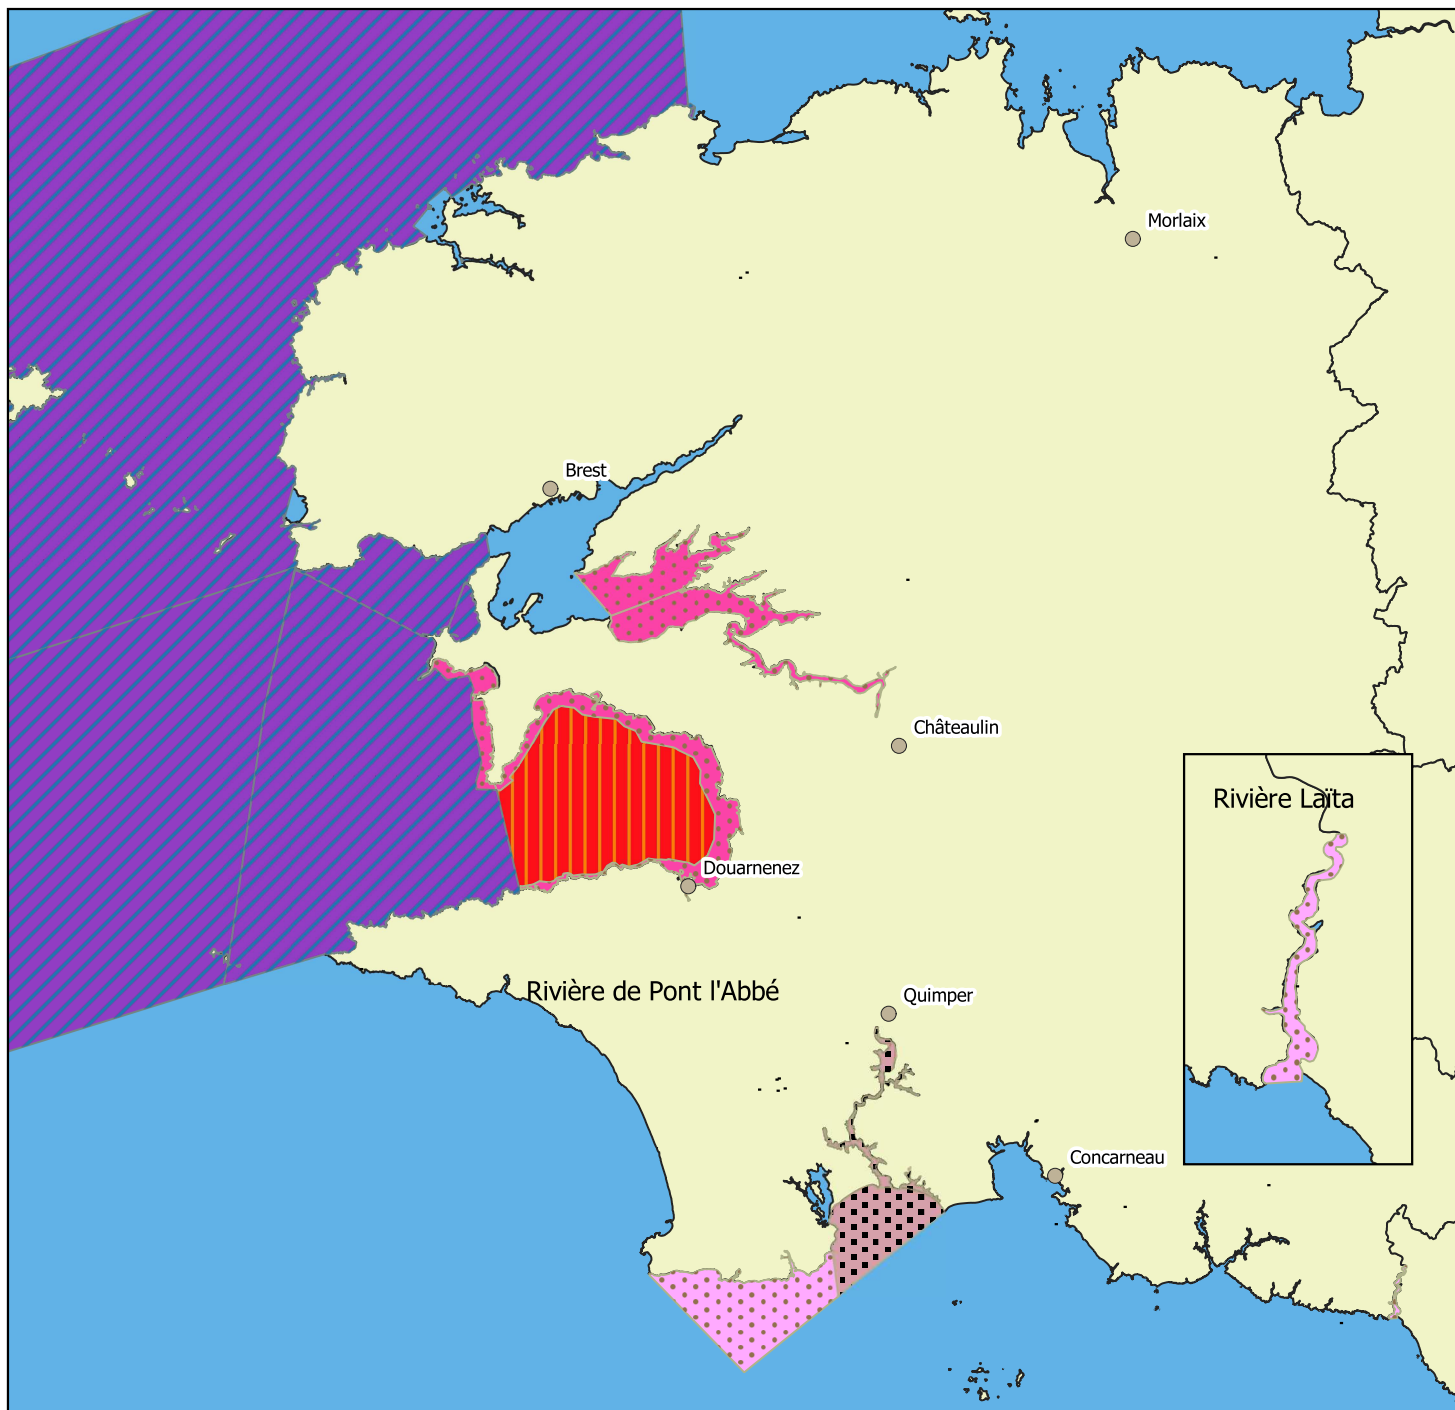 Morlaix
Brest
Châteaulin
Rivière Laïta
Douarnenez
Rivière de Pont l'Abbé
Quimper
Concarneau